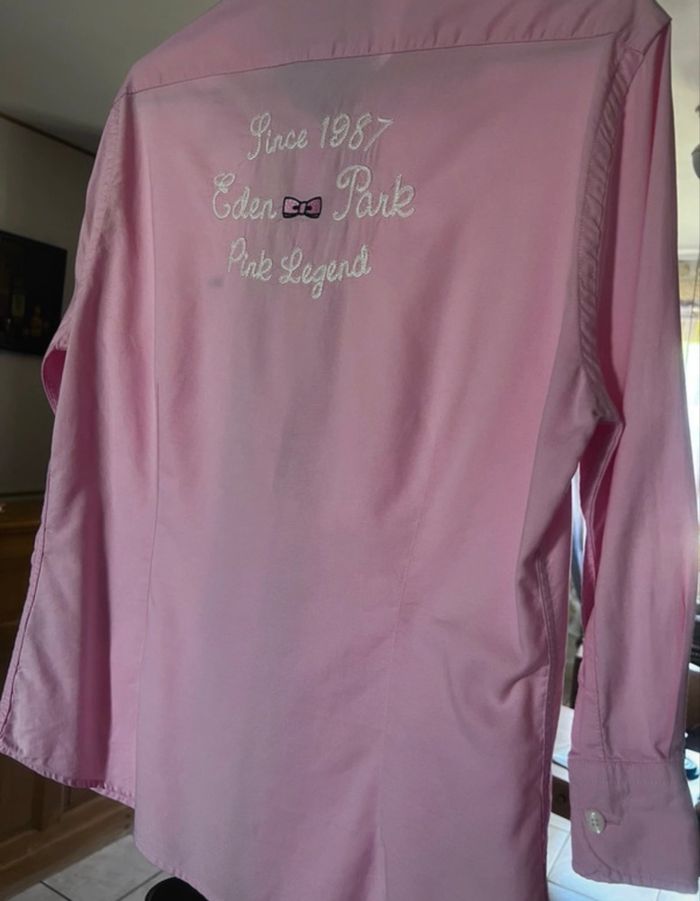 Since 1987
Eden Park
Pink Legend